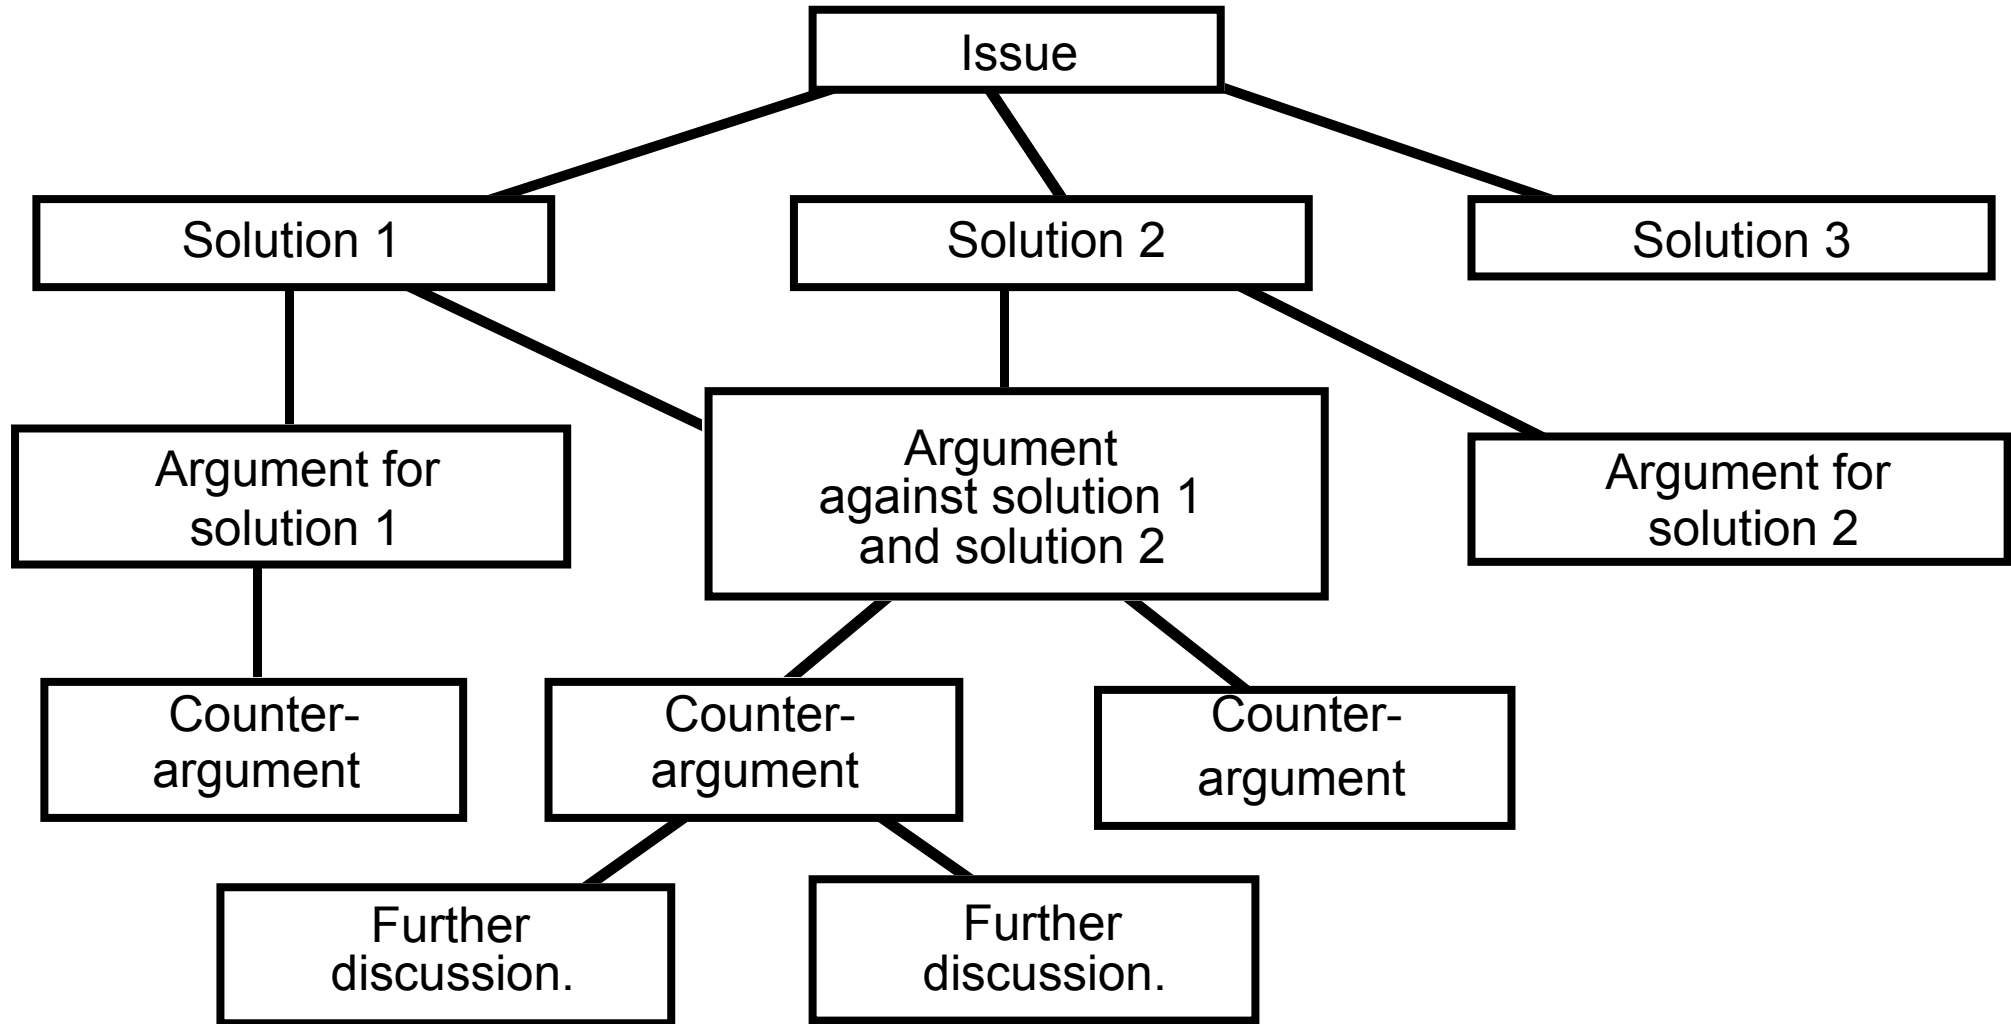 Issue
Solution 1
Solution 2
Solution 3
Argument for
solution 1
Argument
against solution 1
and solution 2
Argument for
solution 2
Counter-
argument
Counter-
argument
Counter-
argument
Further
discussion.
Further
discussion.